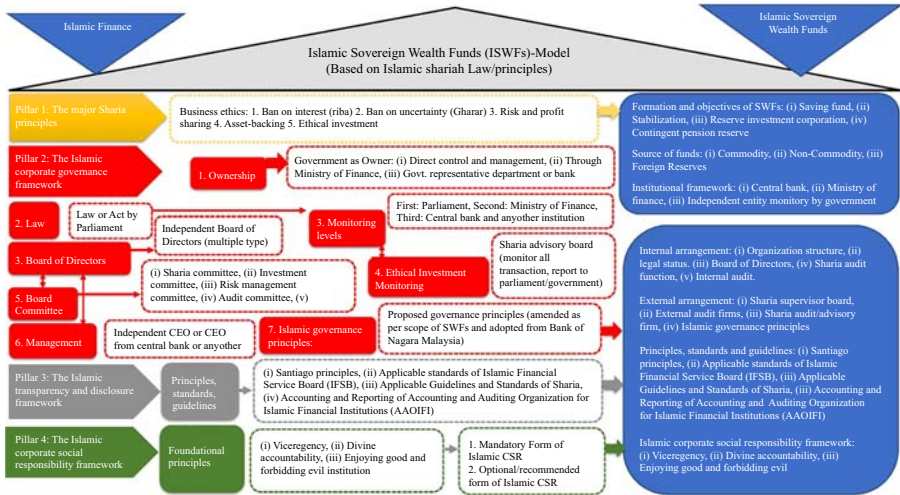 Islamic Finance
Islamic Sovereign
Wealth Funds
Islamic Sovereign Wealth Funds (ISWFs)-Model
(Based on Islamic shariah Law/principles)
Pillar 1: The major Sharia
principles
Business ethics: 1. Ban on interest (riba) 2. Ban on uncertainty (Gharar) 3. Risk and profit
sharing 4. Asset-backing 5. Ethical investment
Formation and objectives of SWFs: (i) Saving fund, (ii)
Stabilization, (iii) Reserve investment corporation, (iv)
Contingent pension reserve
Source of funds: (i) Commodity, (ii) Non-Commodity, (iii)
Foreign Reserves
Institutional framework: (i) Central bank, (ii) Ministry of
finance, (iii) Independent entity monitory by government
Pillar 2: The Islamic
corporate governance
framework
1. Ownership
Government as Owner: (i) Direct control and management, (ii) Through
Ministry of Finance, (iii) Govt. representative department or bank
2. Law
Law or Act by
Parliament
3. Monitoring
levels
First: Parliament, Second: Ministry of Finance,
Third: Central bank and anyother institution
3. Board of Directors
Independent Board of
Directors (multiple type)
4. Ethical Investment
Monitoring
Sharia advisory board
(monitor all
transaction, report to
parliament/government)
5. Board
Committee
(i) Sharia committee, (ii) Investment
committee, (iii) Risk management
committee, (iv) Audit committee, (v)
6. Management
Independent CEO or CEO
from central bank or anyother
7. Islamic governance
principles:
Proposed governance principles (amended as
per scope of SWFs and adopted from Bank of
Nagara Malaysia)
Internal arrangement: (i) Organization structure, (ii)
legal status. (iii) Board of Directors, (iv) Sharia audit
function, (v) Internal audit.
External arrangement: (i) Sharia supervisor board,
(ii) External audit firms, (iii) Sharia audit/advisory
firm, (iv) Islamic governance principles
Principles, standards and guidelines: (i) Santiago
principles, (ii) Applicable standards of Islamic
Financial Service Board (IFSB), (iii) Applicable
Guidelines and Standards of Sharia, (iii) Accounting and
Reporting of Accounting and Auditing Organization
for Islamic Financial Institutions (AAOIFI)
Islamic corporate social responsibility framework:
(i) Viceregency, (ii) Divine accountability, (iii)
Enjoying good and forbidding evil
Pillar 3: The Islamic
transparency and disclosure
framework
Principles,
standards,
guidelines
(i) Santiago principles, (ii) Applicable standards of Islamic Financial
Service Board (IFSB), (iii) Applicable Guidelines and Standards of Sharia,
(iv) Accounting and Reporting of Accounting and Auditing Organization for
Islamic Financial Institutions (AAOIFI)
Pillar 4: The Islamic
corporate social
responsibility framework
Foundational
principles
(i) Viceregency, (ii) Divine
accountability, (iii) Enjoying good and
forbidding evil institution
1. Mandatory Form of
Islamic CSR
2. Optional/recommended
form of Islamic CSR